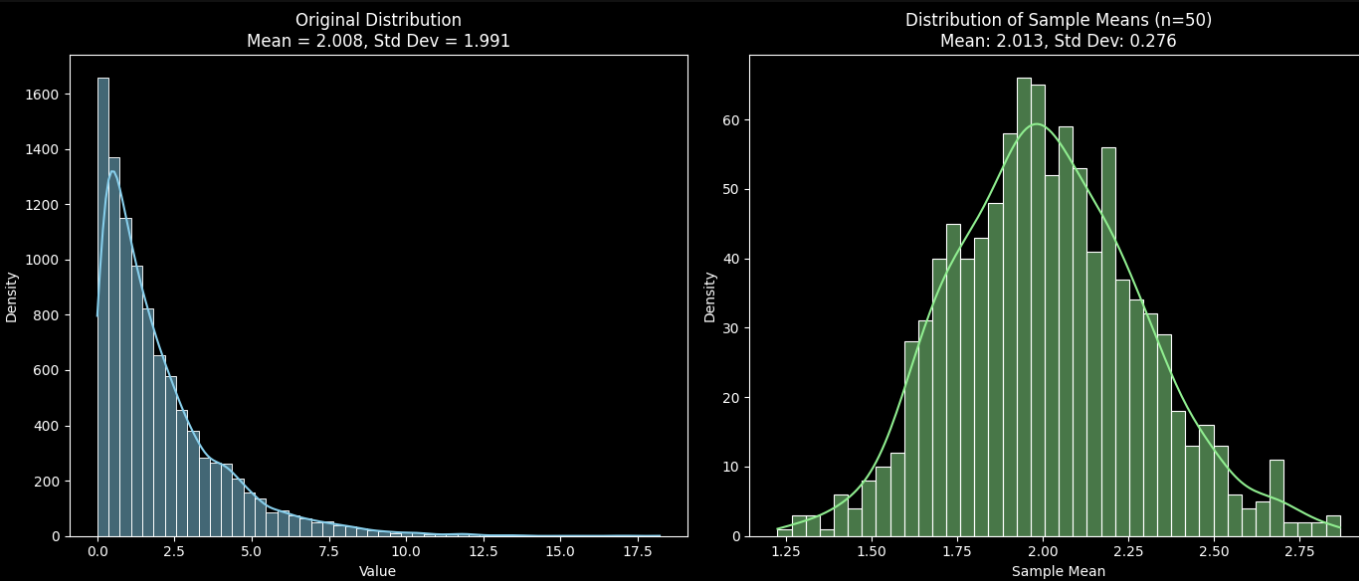 Original Distribution
Mean = 2.008, Std Dev = 1.991
1600
1400
1200
1000
800
600
400
200
0
Density
0.0 2.5 5.0 7.5 10.0 12.5 15.0 17.5
Value
Distribution of Sample Means (n=50)
Mean: 2.013, Std Dev: 0.276
60
50
40
30
20
10
0
Density
1.25 1.50 1.75 2.00 2.25 2.50 2.75
Sample Mean